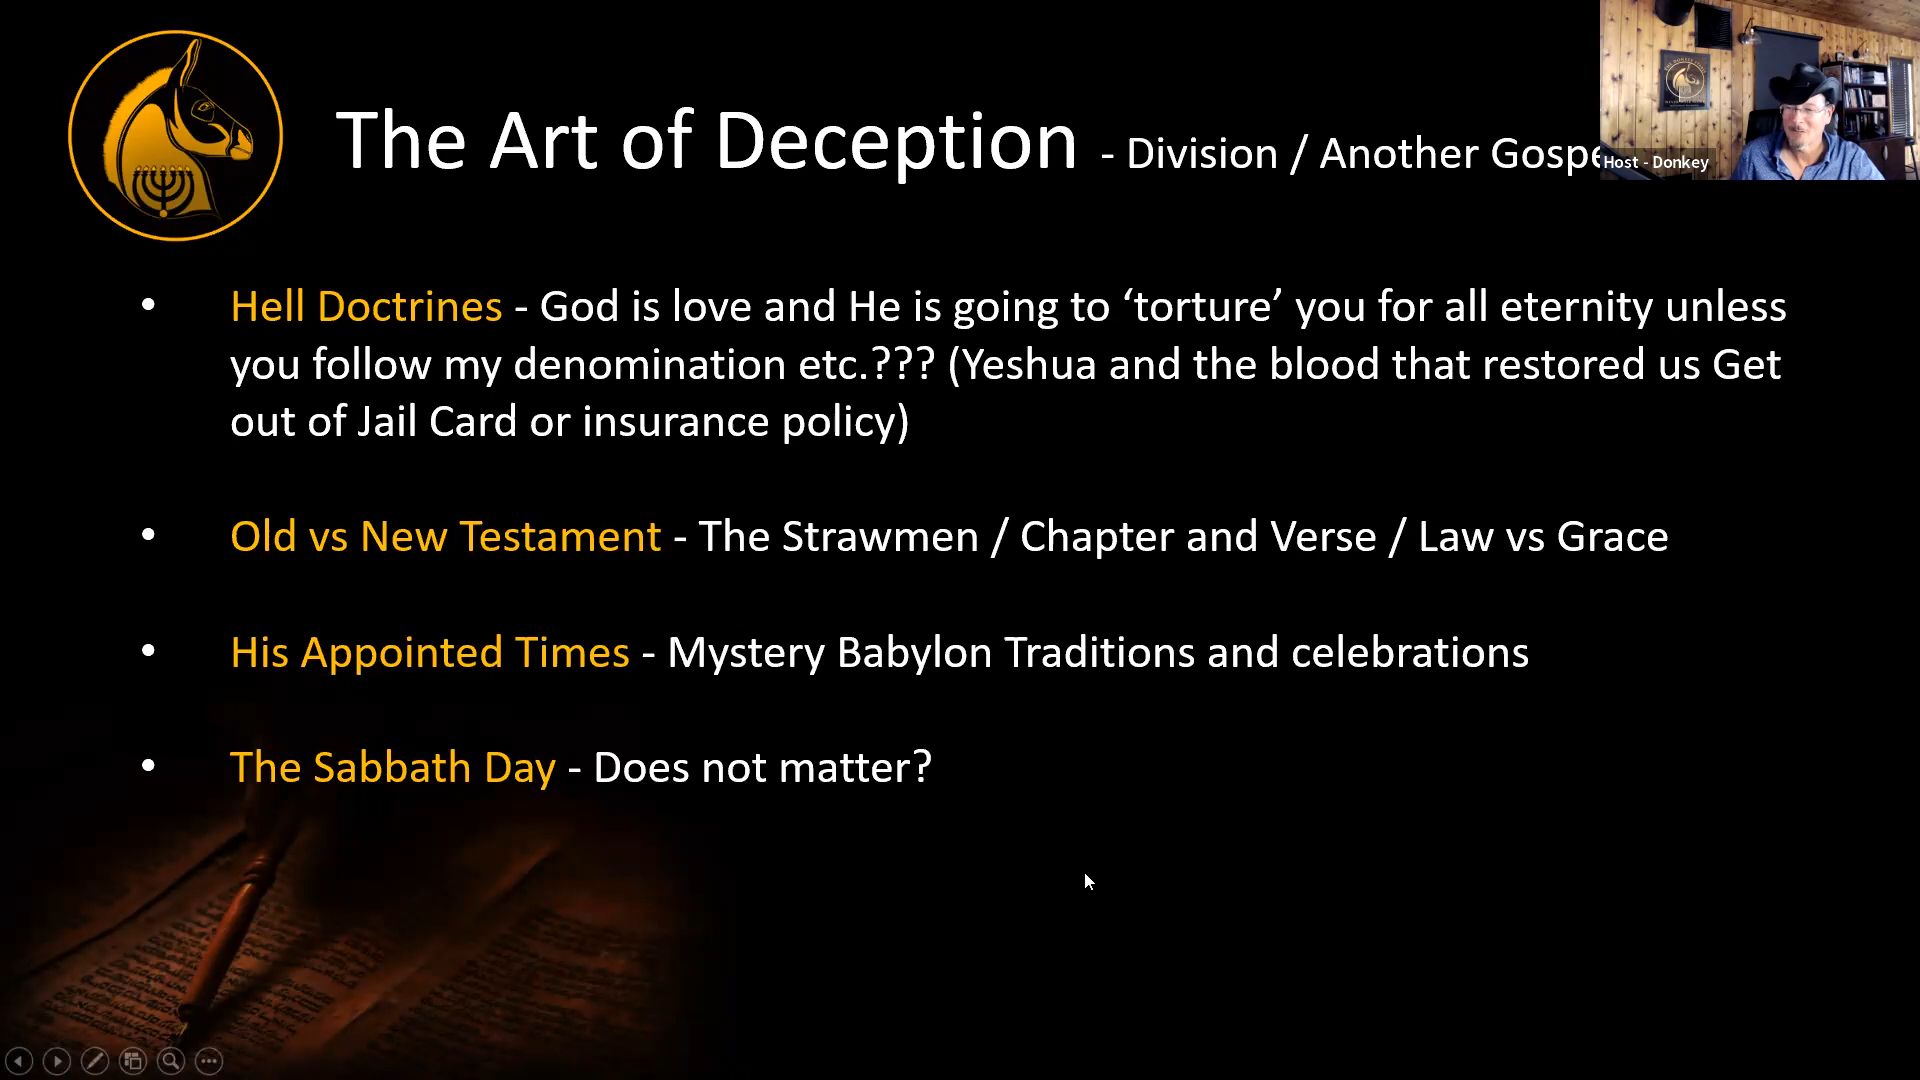 The Art of Deception - Division / Another Gospe
Host - Donkey
• Hell Doctrines - God is love and He is going to ‘torture’ you for all eternity unless
you follow my denomination etc.??? (Yeshua and the blood that restored us Get
out of Jail Card or insurance policy)
• Old vs New Testament - The Strawmen / Chapter and Verse / Law vs Grace
• His Appointed Times - Mystery Babylon Traditions and celebrations
• The Sabbath Day - Does not matter?